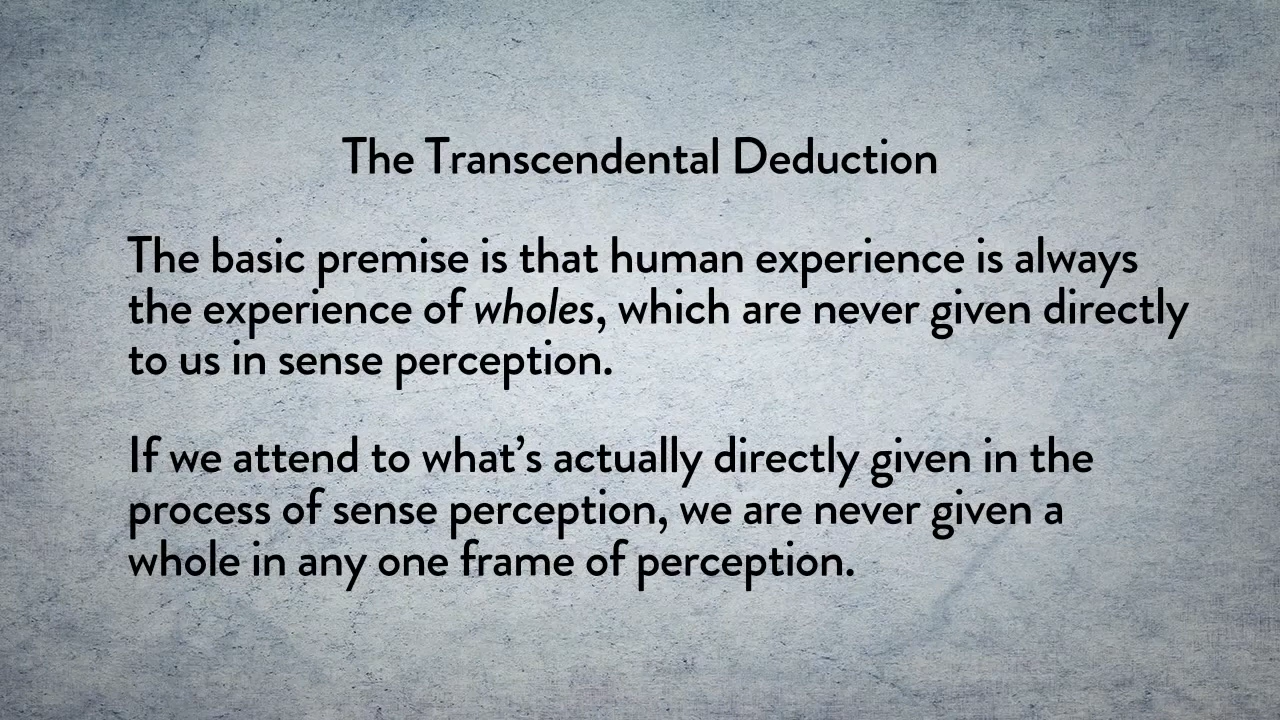 The Transcendental Deduction
The basic premise is that human experience is always
the experience of wholes, which are never given directly
to us in sense perception.
If we attend to what’s actually directly given in the
process of sense perception, we are never given a
whole in any one frame of perception.